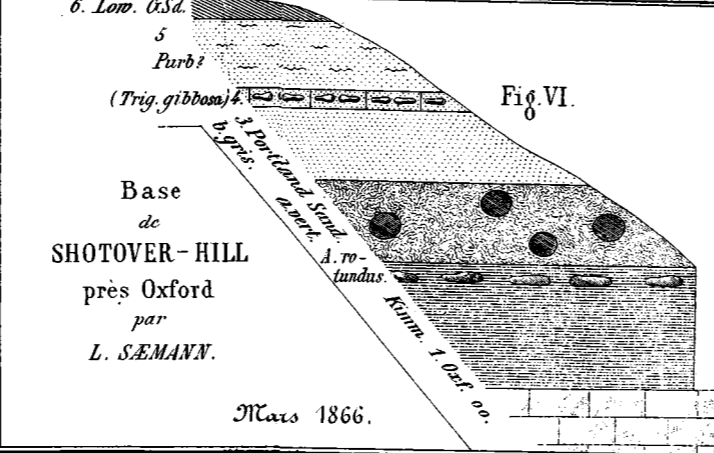 6. Low. G.Sd.
5
Purb?
(Trig. gibbosa) 4.
Fig. VI.
3. Portland Sand.
b. gris. a. vert.
A. ro-
tundus.
Kimm. 1. Oxf. oo.
Base
de
SHOTOVER-HILL
près Oxford
par
L. SÆMANN.
Mars 1866.